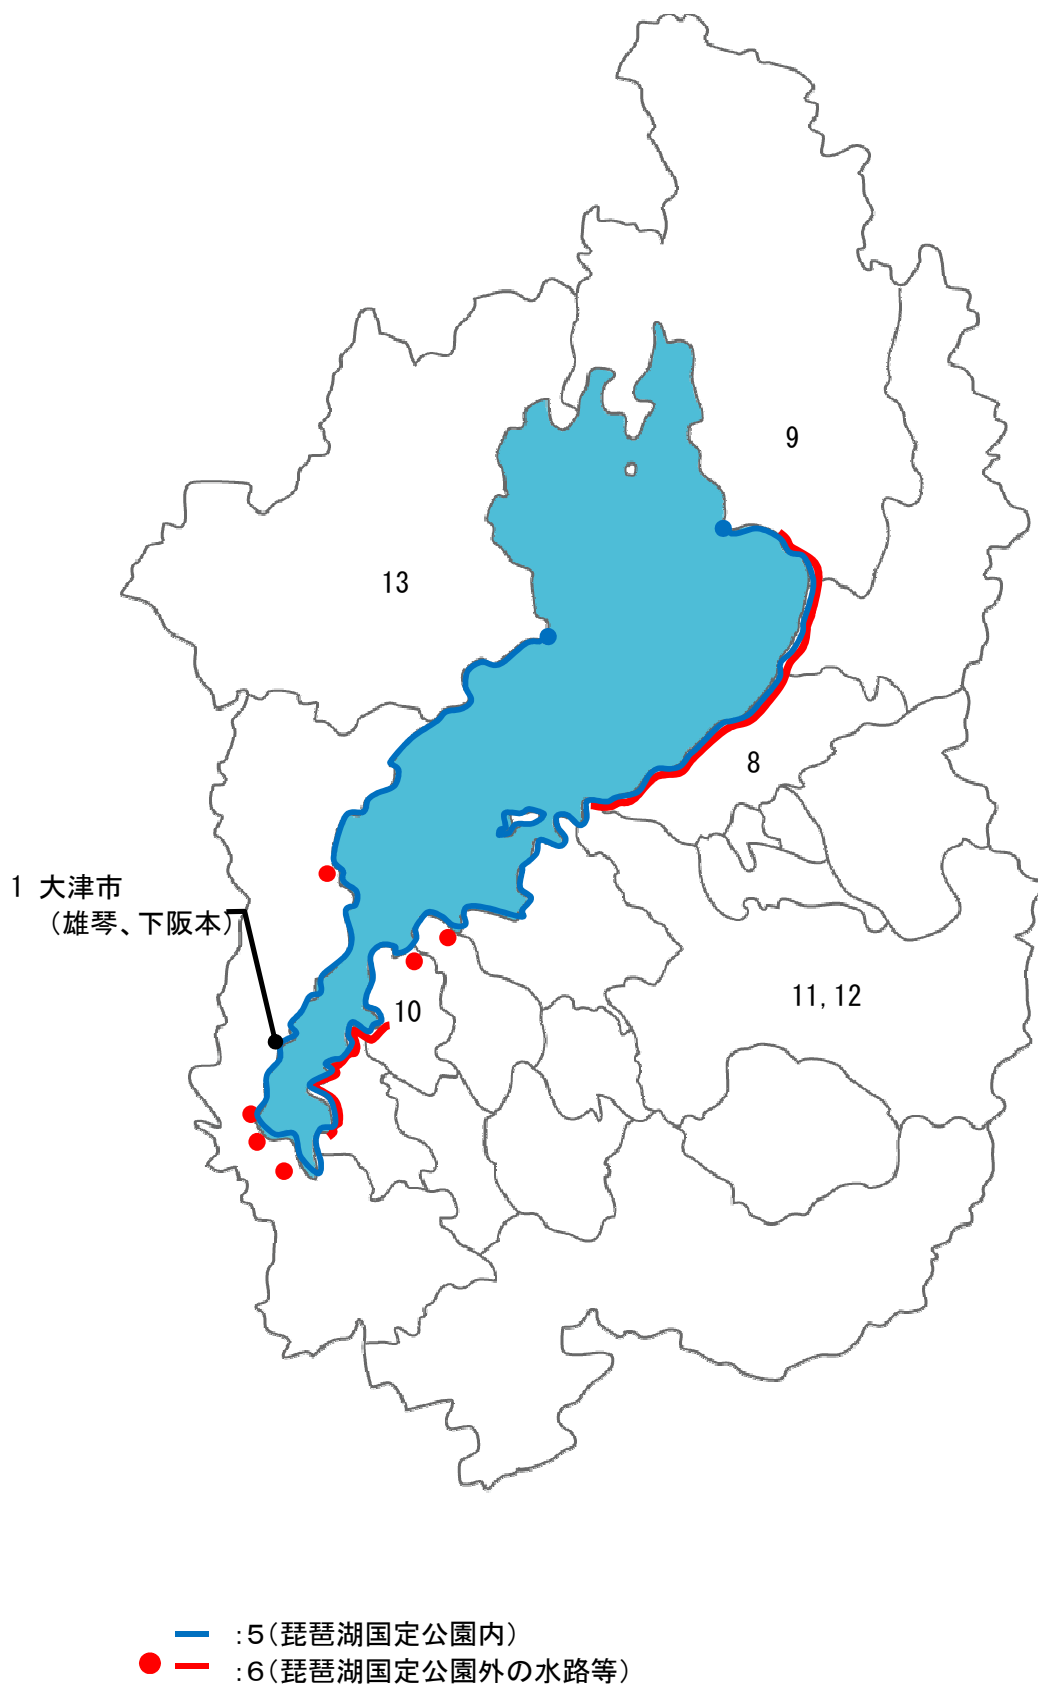 9
13
8
1 大津市
（雄琴、下阪本）
11,12
10
:５（琵琶湖国定公園内）
:６（琵琶湖国定公園外の水路等）